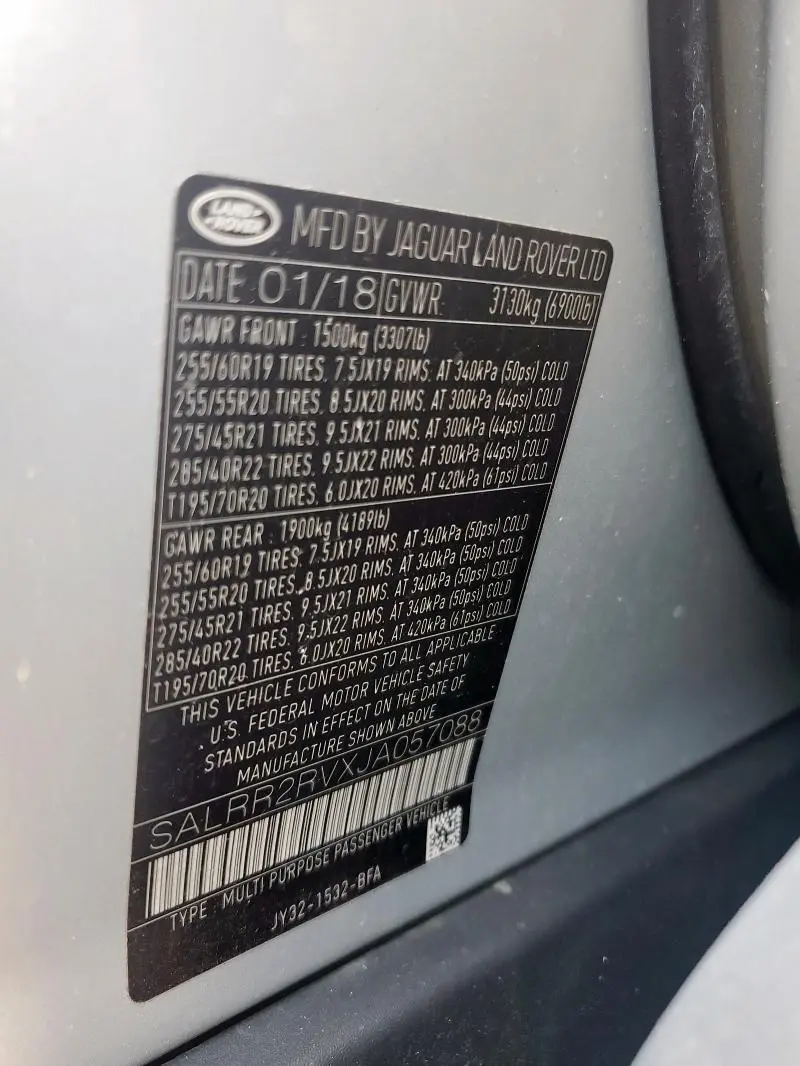 LAND ROVER
MFD BY JAGUAR LAND ROVER LTD
DATE 01/18 GVWR 3130kg (6900lb)
GAWR FRONT : 1500kg (3307lb)
255/60R19 TIRES, 7.5JX19 RIMS, AT 340kPa (50psi) COLD
255/55R20 TIRES, 8.5JX20 RIMS, AT 300kPa (44psi) COLD
275/45R21 TIRES, 9.5JX21 RIMS, AT 300kPa (44psi) COLD
285/40R22 TIRES, 9.5JX22 RIMS, AT 300kPa (44psi) COLD
T195/70R20 TIRES, 6.0JX20 RIMS, AT 420kPa (61psi) COLD
GAWR REAR : 1900kg (4189lb)
255/60R19 TIRES, 7.5JX19 RIMS, AT 340kPa (50psi) COLD
255/55R20 TIRES, 8.5JX20 RIMS, AT 340kPa (50psi) COLD
275/45R21 TIRES, 9.5JX21 RIMS, AT 340kPa (50psi) COLD
285/40R22 TIRES, 9.5JX22 RIMS, AT 340kPa (50psi) COLD
T195/70R20 TIRES, 6.0JX20 RIMS, AT 420kPa (61psi) COLD
THIS VEHICLE CONFORMS TO ALL APPLICABLE
U.S. FEDERAL MOTOR VEHICLE SAFETY
STANDARDS IN EFFECT ON THE DATE OF
MANUFACTURE SHOWN ABOVE
SALRR2RVXJA057088
TYPE : MULTI PURPOSE PASSENGER VEHICLE
JY32-1532-BFA